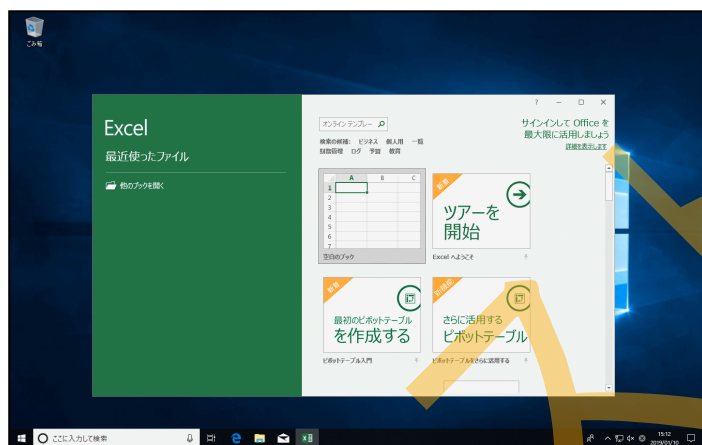 ごみ箱
Excel
最近使ったファイル
他のブックを開く
オンライン テンプレー
検索の候補: ビジネス 個人用 一覧
財務管理 ログ 予算 教育
サインインして Office を
最大限に活用しましょう
詳細を表示します
A B C
1
2
3
4
5
6
7
空白のブック
新着
ツアーを
開始
Excel へようこそ
新着
最初のピボットテーブル
を作成する
ピボットテーブル入門
さらに活用する
ピボットテーブル
ピボットテーブルをさらに活用する
ここに入力して検索
15:12
2019/01/10